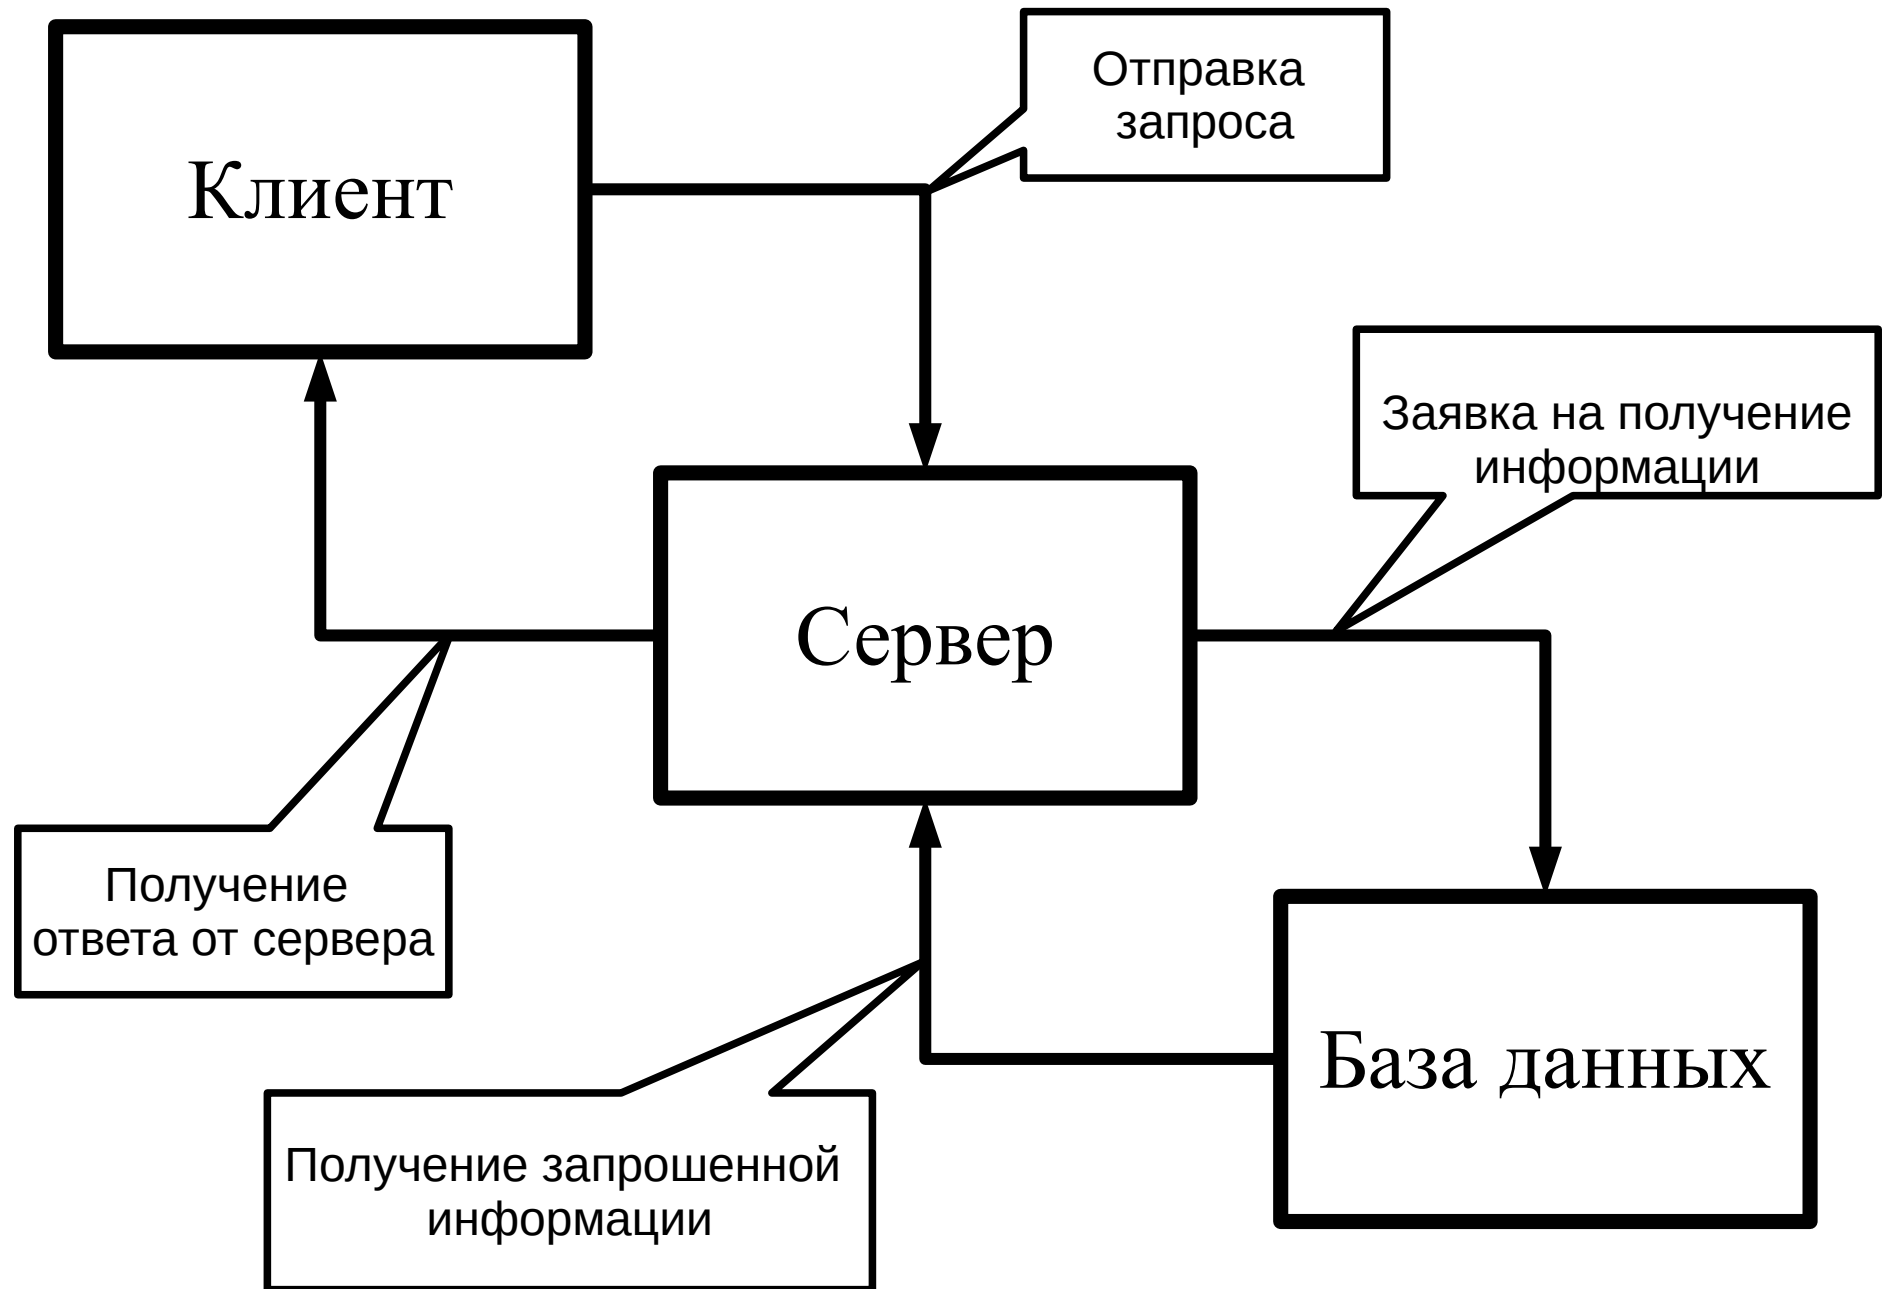 Отправка
запроса
Клиент
Заявка на получение
информации
Сервер
Получение
ответа от сервера
База данных
Получение запрошенной
информации